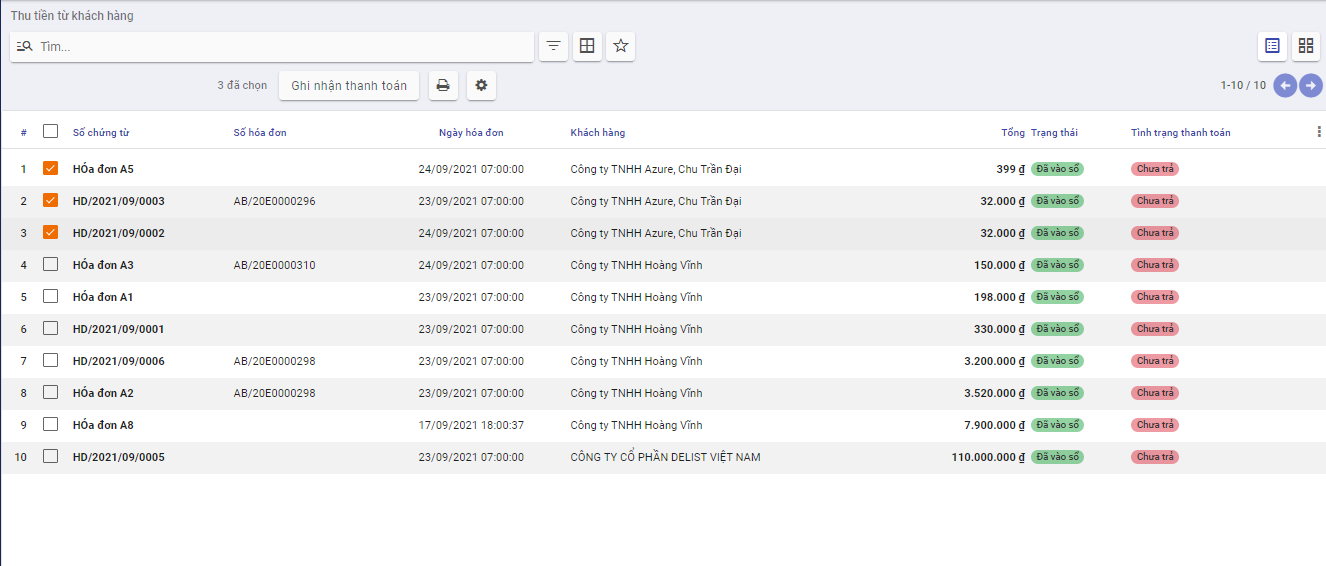 Thu tiền từ khách hàng
Tìm...
3 đã chọn Ghi nhận thanh toán 1-10 / 10
# Số chứng từ Số hóa đơn Ngày hóa đơn Khách hàng Tổng Trạng thái Tình trạng thanh toán
1 HÓa đơn A5 24/09/2021 07:00:00 Công ty TNHH Azure, Chu Trần Đại 399 ₫ Đã vào sổ Chưa trả
2 HD/2021/09/0003 AB/20E0000296 23/09/2021 07:00:00 Công ty TNHH Azure, Chu Trần Đại 32.000 ₫ Đã vào sổ Chưa trả
3 HD/2021/09/0002 24/09/2021 07:00:00 Công ty TNHH Azure, Chu Trần Đại 32.000 ₫ Đã vào sổ Chưa trả
4 HÓa đơn A3 AB/20E0000310 24/09/2021 07:00:00 Công ty TNHH Hoàng Vĩnh 150.000 ₫ Đã vào sổ Chưa trả
5 HÓa đơn A1 23/09/2021 07:00:00 Công ty TNHH Hoàng Vĩnh 198.000 ₫ Đã vào sổ Chưa trả
6 HD/2021/09/0001 23/09/2021 07:00:00 Công ty TNHH Hoàng Vĩnh 330.000 ₫ Đã vào sổ Chưa trả
7 HD/2021/09/0006 AB/20E0000298 23/09/2021 07:00:00 Công ty TNHH Hoàng Vĩnh 3.200.000 ₫ Đã vào sổ Chưa trả
8 HÓa đơn A2 AB/20E0000298 23/09/2021 07:00:00 Công ty TNHH Hoàng Vĩnh 3.520.000 ₫ Đã vào sổ Chưa trả
9 HÓa đơn A8 17/09/2021 18:00:37 Công ty TNHH Hoàng Vĩnh 7.900.000 ₫ Đã vào sổ Chưa trả
10 HD/2021/09/0005 23/09/2021 07:00:00 CÔNG TY CỔ PHẦN DELIST VIỆT NAM 110.000.000 ₫ Đã vào sổ Chưa trả